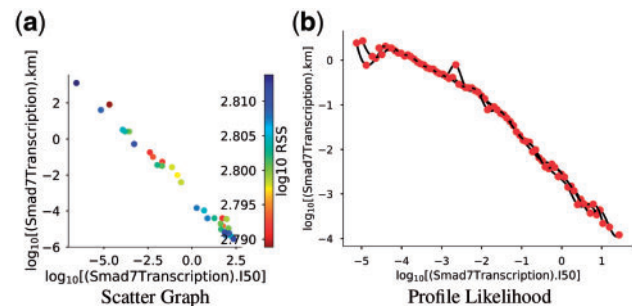 (a)
log10[(Smad7Transcription).km]
2
0
−2
−4
−6
−5.0
−2.5
0.0
2.5
log10[(Smad7Transcription).I50]
2.810
2.805
2.800
2.795
2.790
log10 RSS
Scatter Graph
(b)
log10[(Smad7Transcription).km]
0
−1
−2
−3
−4
−5
−4
−3
−2
−1
0
1
log10[(Smad7Transcription).I50]
Profile Likelihood